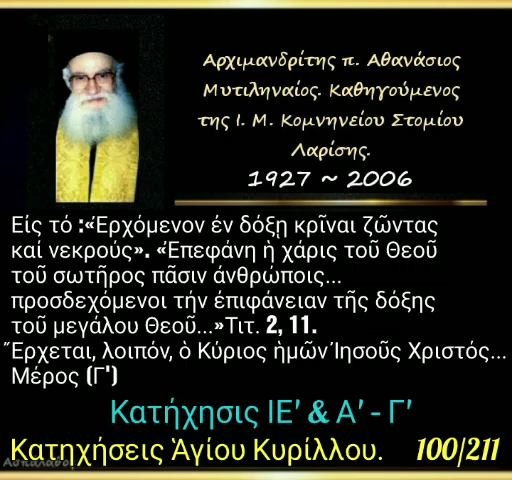 Αρχιμανδρίτης π. Αθανάσιος
Μυτιληναίος. Καθηγούμενος
της Ι. Μ. Κομνηνείου Στομίου
Λαρίσης.
1927 ~ 2006
Εἰς τό :«Ἐρχόμενον ἐν δόξῃ κρῖναι ζῶντας
καί νεκρούς». «Ἐπεφάνη ἡ χάρις τοῦ Θεοῦ
τοῦ σωτῆρος πᾶσιν ἀνθρώποις...
προσδεχόμενοι τήν ἐπιφάνειαν τῆς δόξης
τοῦ μεγάλου Θεοῦ...»Τιτ. 2, 11.
Ἔρχεται, λοιπόν, ὁ Κύριος ἡμῶν Ἰησοῦς Χριστός...
Μέρος (Γ')
Κατήχησις ΙΕ' & Α' - Γ'
Κατηχήσεις Ἁγίου Κυρίλλου. 100/211
Ασπάλαθος